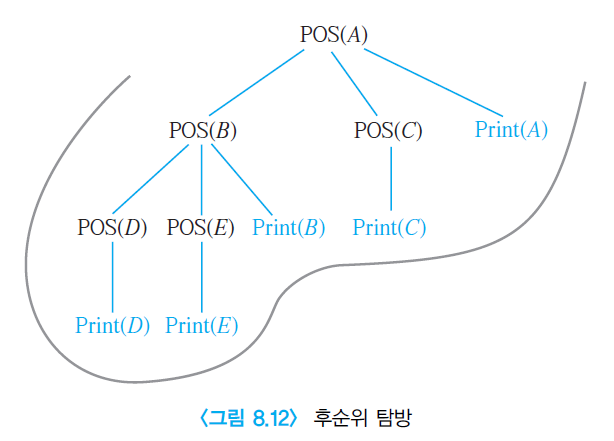 POS(A)
POS(B) POS(C) Print(A)
POS(D) POS(E) Print(B) Print(C)
Print(D) Print(E)
〈그림 8.12〉 후순위 탐방